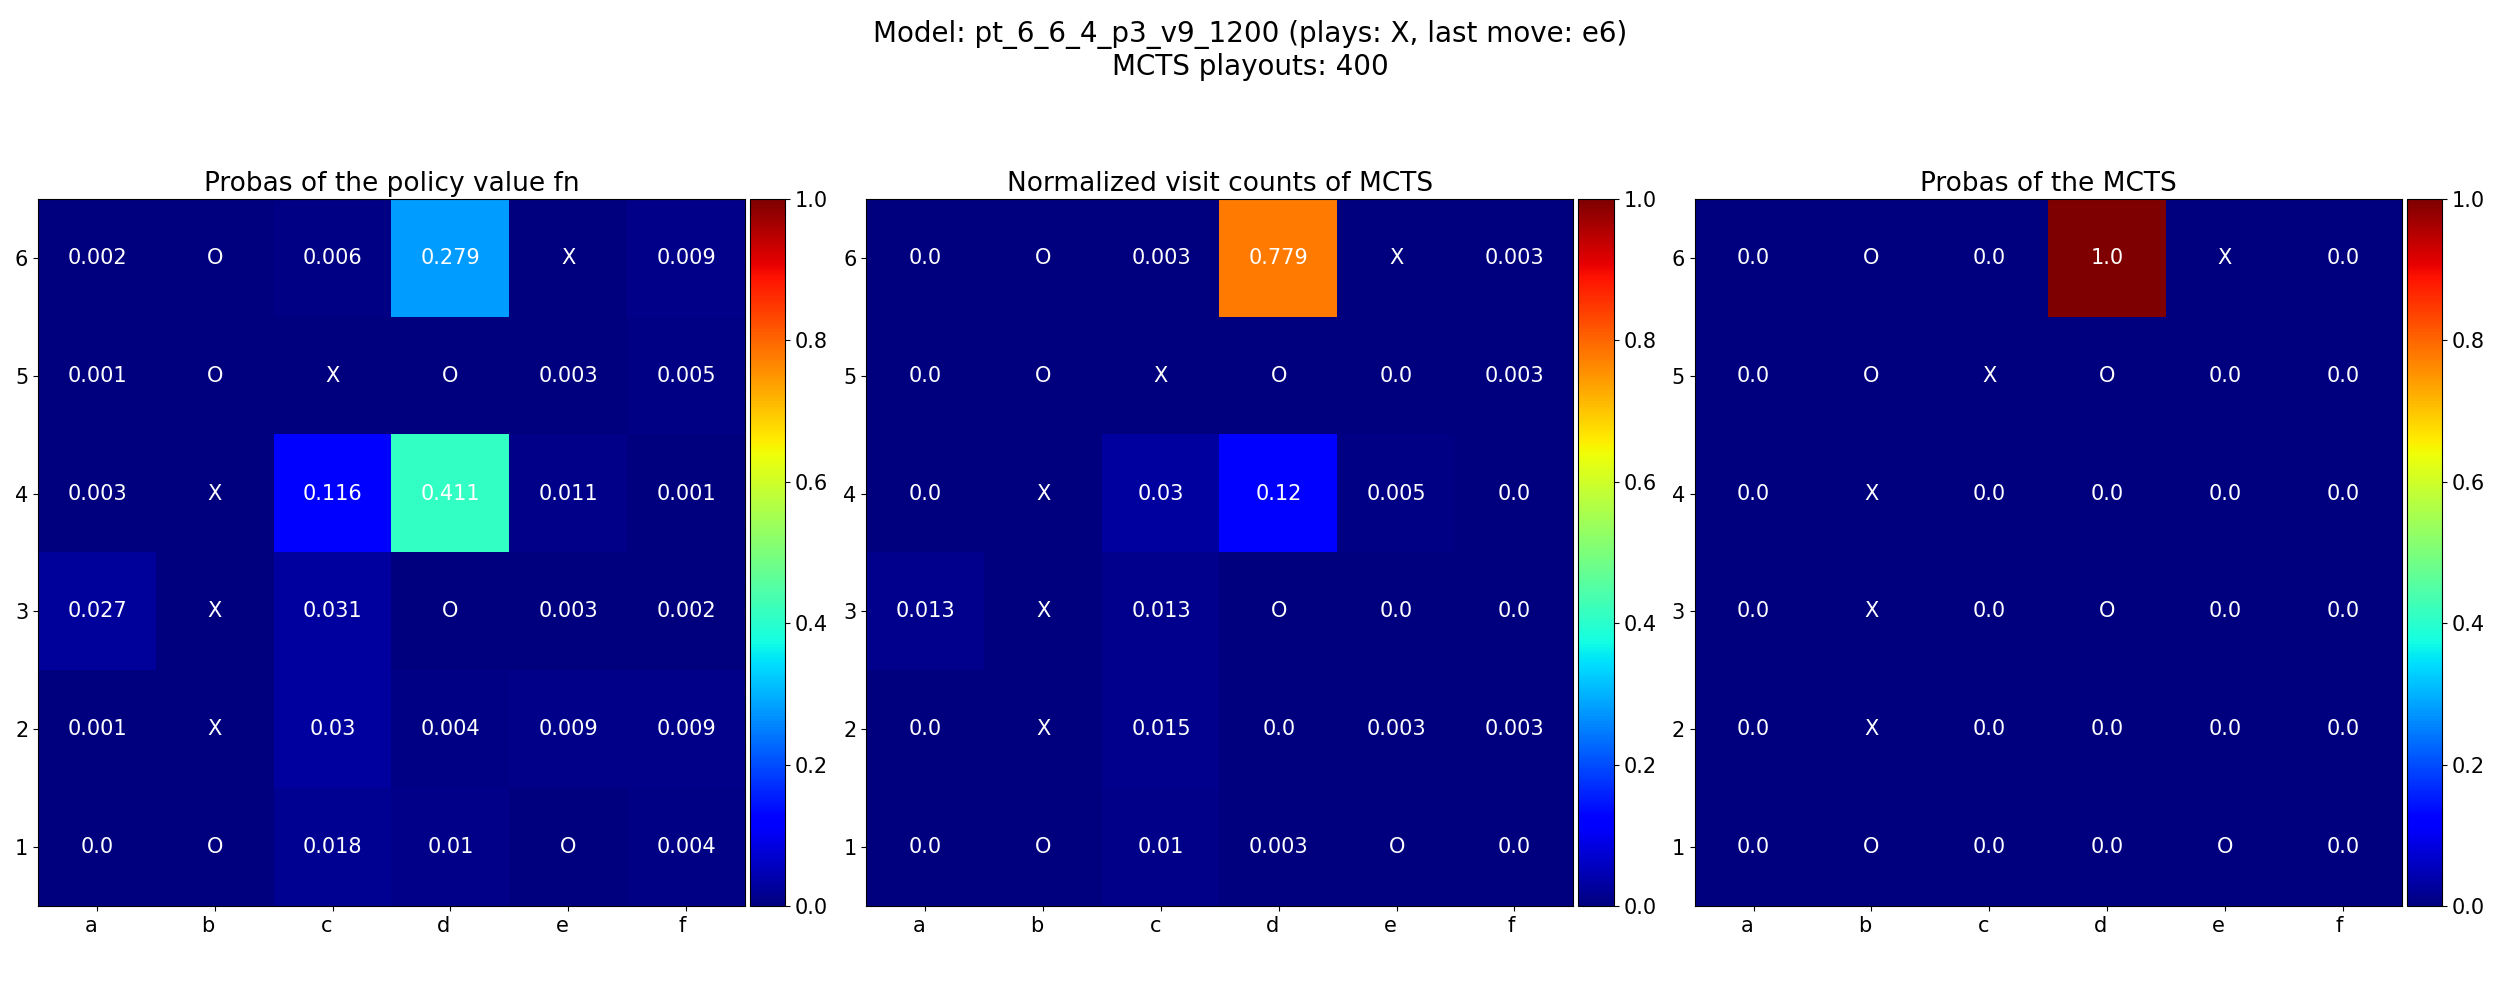 Model: pt_6_6_4_p3_v9_1200 (plays: X, last move: e6)
MCTS playouts: 400
Probas of the policy value fn
6 0.002 O 0.006 0.279 X 0.009
5 0.001 O X O 0.003 0.005
4 0.003 X 0.116 0.411 0.011 0.001
3 0.027 X 0.031 O 0.003 0.002
2 0.001 X 0.03 0.004 0.009 0.009
1 0.0 O 0.018 0.01 O 0.004
a b c d e f
1.0
0.8
0.6
0.4
0.2
0.0
Normalized visit counts of MCTS
6 0.0 O 0.003 0.779 X 0.003
5 0.0 O X O 0.0 0.003
4 0.0 X 0.03 0.12 0.005 0.0
3 0.013 X 0.013 O 0.0 0.0
2 0.0 X 0.015 0.0 0.003 0.003
1 0.0 O 0.01 0.003 O 0.0
a b c d e f
1.0
0.8
0.6
0.4
0.2
0.0
Probas of the MCTS
6 0.0 O 0.0 1.0 X 0.0
5 0.0 O X O 0.0 0.0
4 0.0 X 0.0 0.0 0.0 0.0
3 0.0 X 0.0 O 0.0 0.0
2 0.0 X 0.0 0.0 0.0 0.0
1 0.0 O 0.0 0.0 O 0.0
a b c d e f
1.0
0.8
0.6
0.4
0.2
0.0